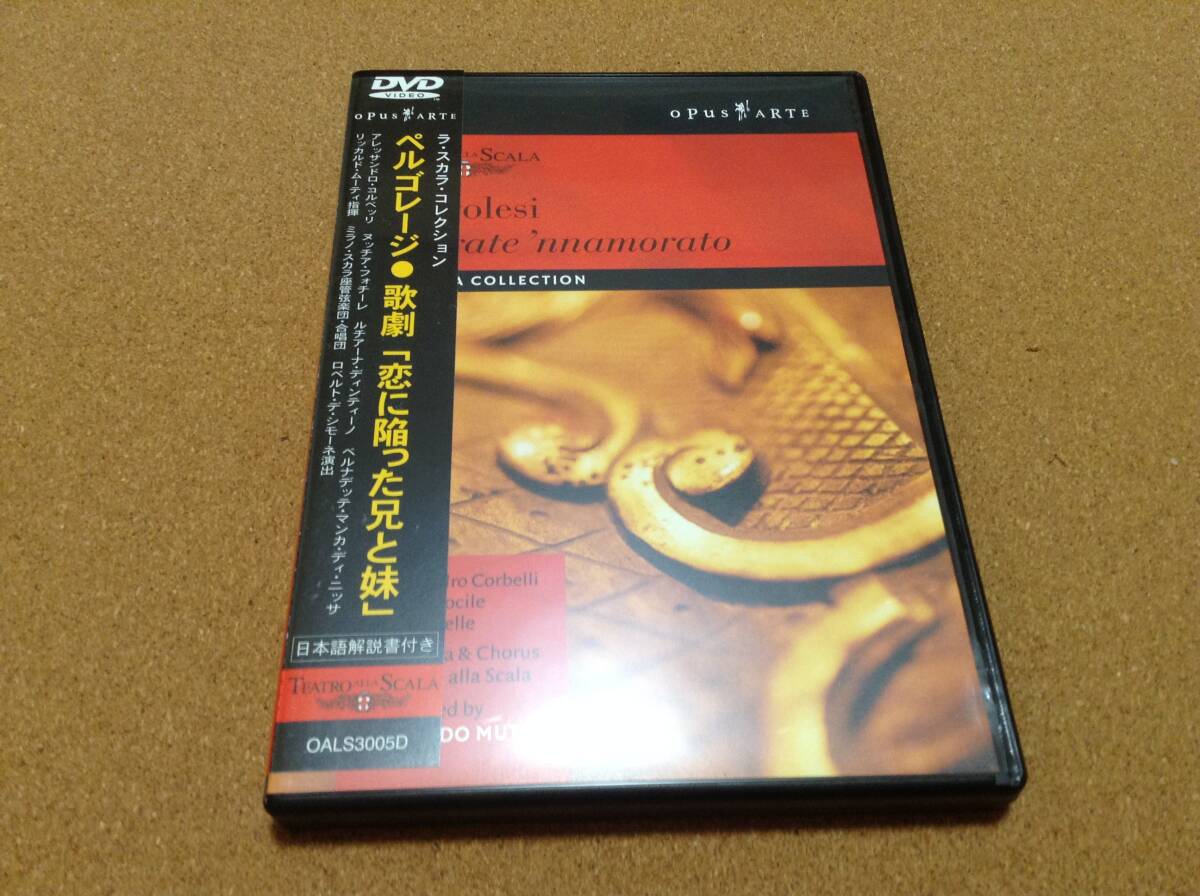 DVD
VIDEO
OPUS ARTE
ラ・スカラ・コレクション
ペルゴレージ●歌劇「恋に陥った兄と妹」
アレッサンドロ・コルベッリ ヌッチア・フォチーレ ルチアーナ・ディンティーノ ベルナデッテ・マンカ・ディ・ニッサ
リッカルド・ムーティ指揮 ミラノ・スカラ座管弦楽団・合唱団 ロベルト・デ・シモーネ演出
日本語解説書付き
TEATRO ALLA SCALA
OALS3005D
OPUS ARTE
LLA SCALA
olesi
rate 'nnamorato
A COLLECTION
dro Corbelli
ocile
elle
a & Chorus
alla Scala
ed by
DO MUT